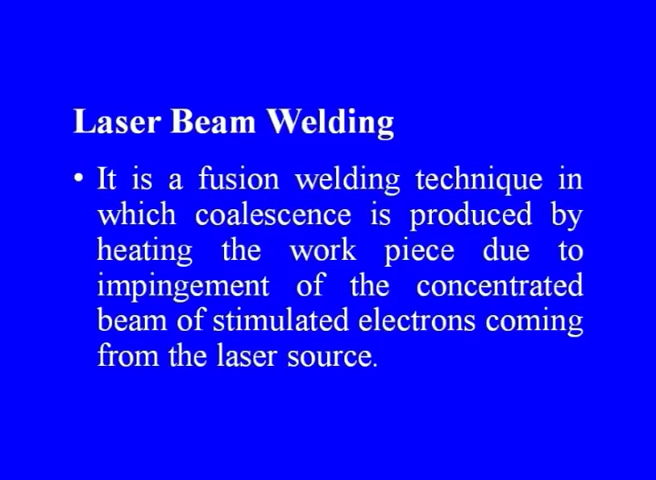 Laser Beam Welding
• It is a fusion welding technique in
which coalescence is produced by
heating the work piece due to
impingement of the concentrated
beam of stimulated electrons coming
from the laser source.